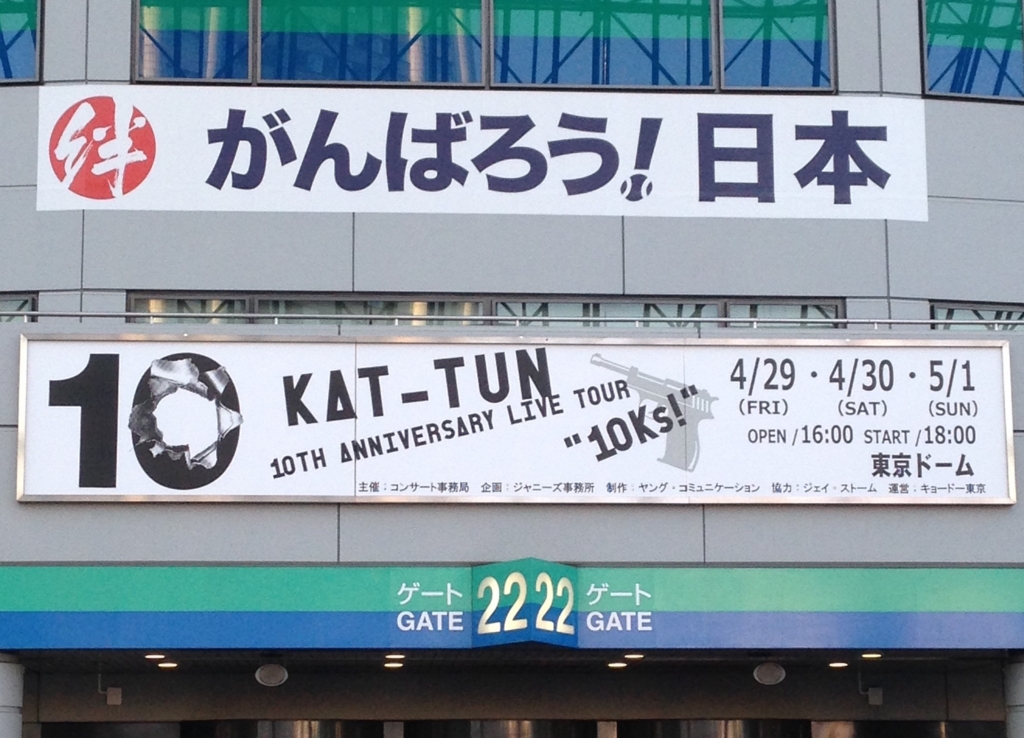 絆 がんばろう!日本
10
KAT-TUN
10TH ANNIVERSARY LIVE TOUR
"10Ks!"
4/29・4/30・5/1
(FRI) (SAT) (SUN)
OPEN/16:00 START/18:00
東京ドーム
主催:コンサート事務局 企画:ジャニーズ事務所 制作:ヤング・コミュニケーション 協力:ジェイ・ストーム 運営:キョードー東京
ゲート 22 22 ゲート
GATE GATE